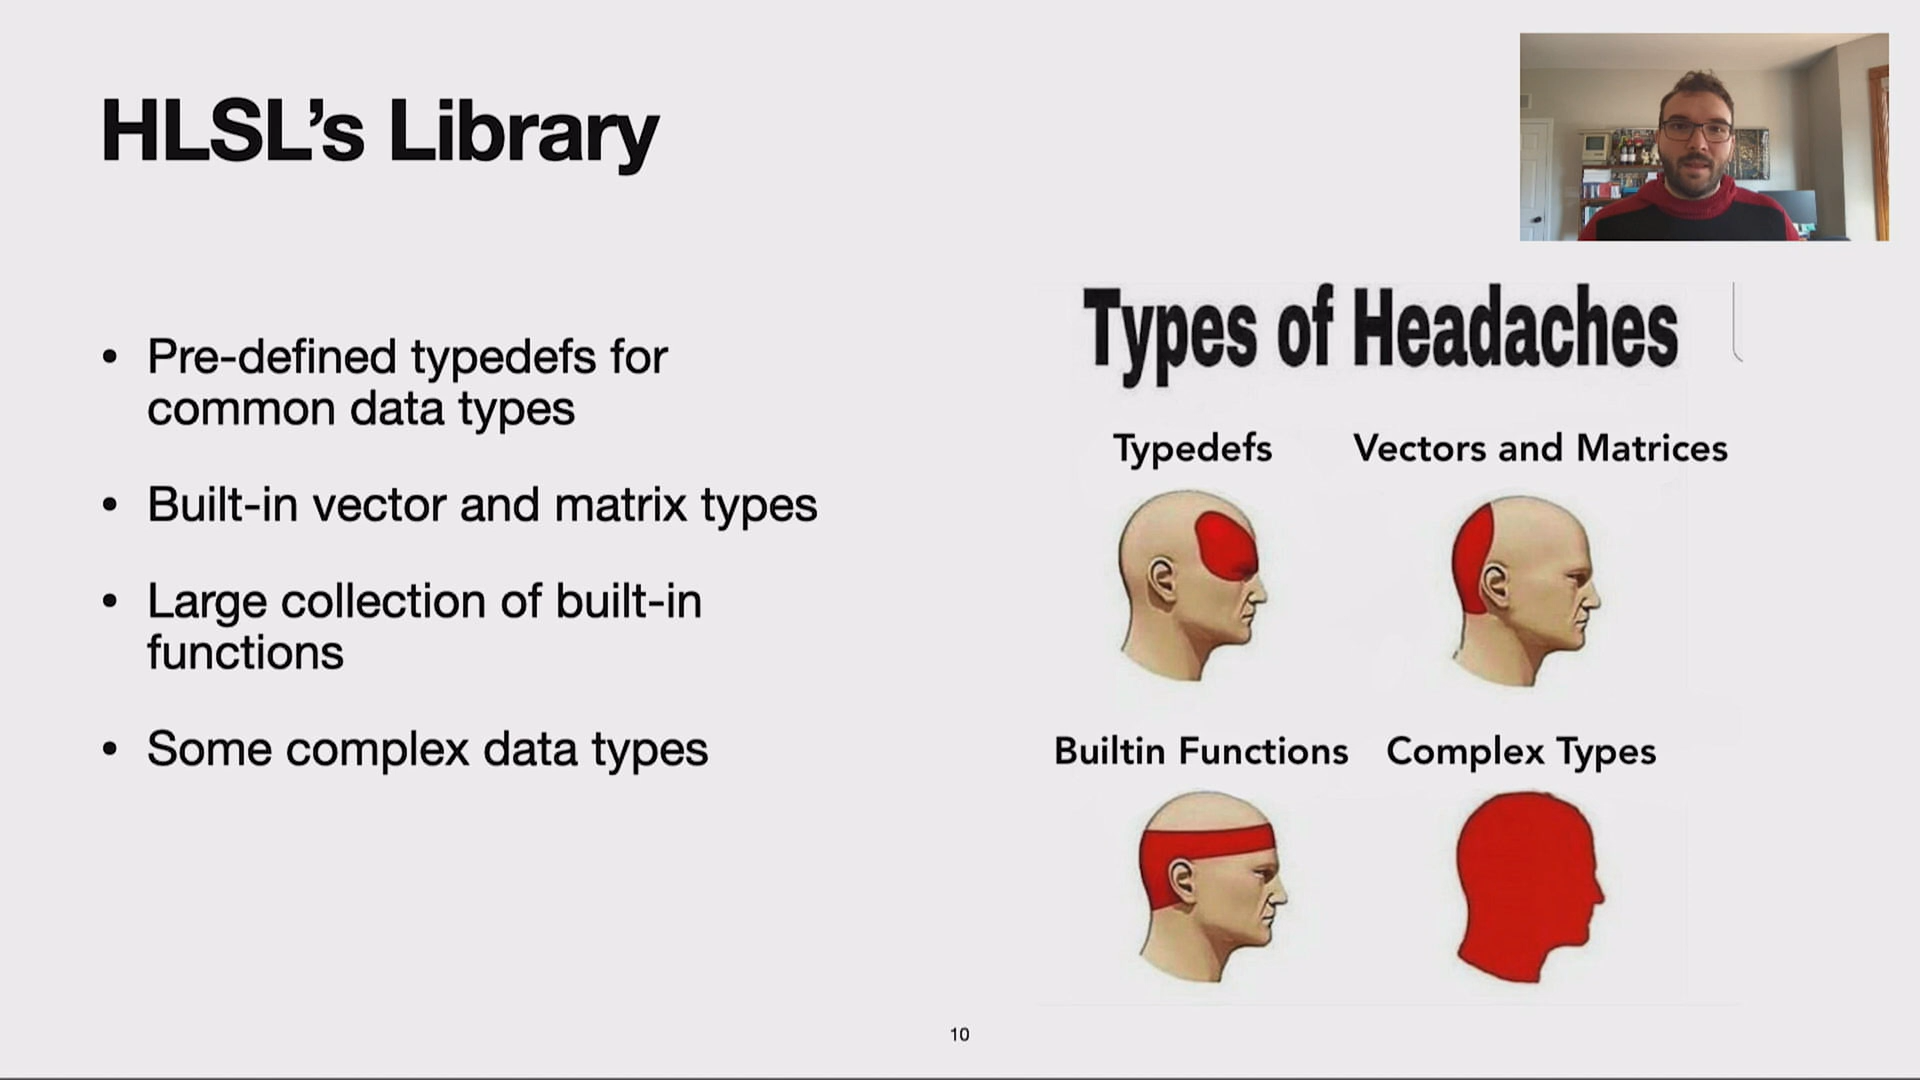 HLSL's Library
• Pre-defined typedefs for
common data types
• Built-in vector and matrix types
• Large collection of built-in
functions
• Some complex data types
Types of Headaches
Typedefs
Vectors and Matrices
Builtin Functions
Complex Types
10